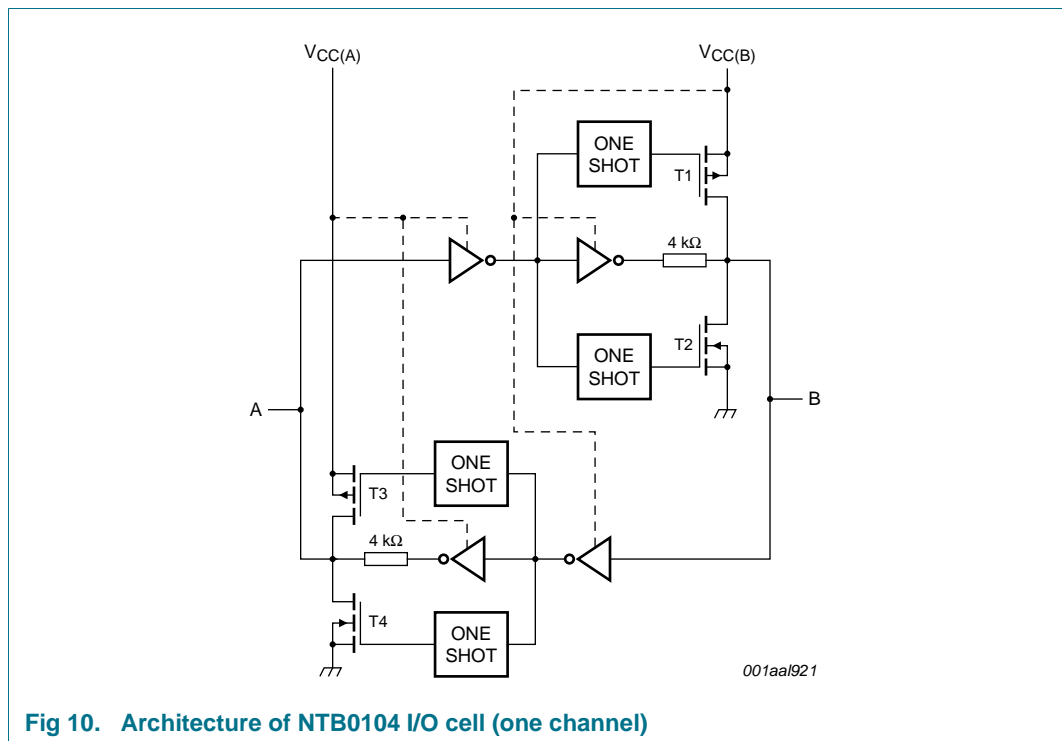 VCC(A)
VCC(B)
ONE
SHOT
T1
4 kΩ
ONE
SHOT
T2
A
B
ONE
SHOT
T3
4 kΩ
T4
ONE
SHOT
001aal921
Fig 10. Architecture of NTB0104 I/O cell (one channel)